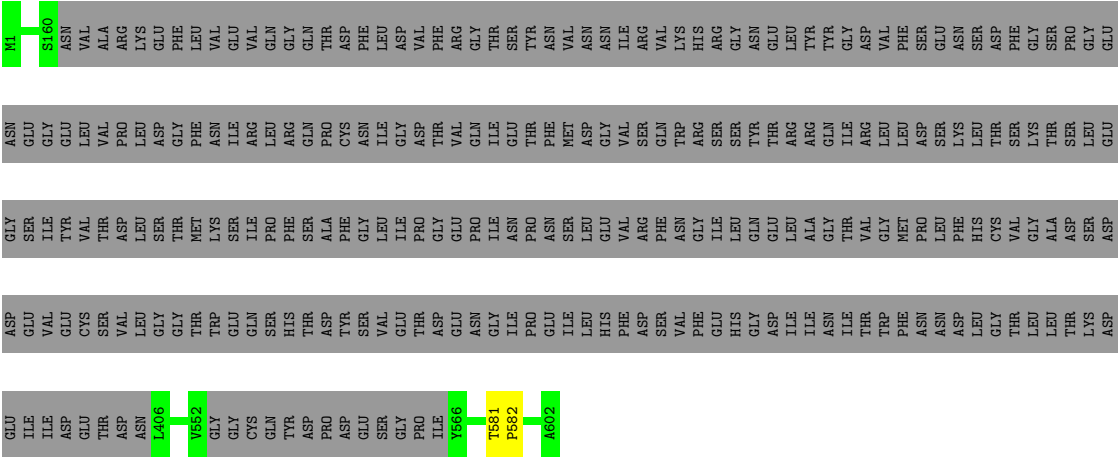 M1 S160 ASN VAL ALA ARG LYS GLU PHE LEU VAL GLU VAL GLN GLY GLN THR ASP PHE LEU ASP VAL PHE ARG GLY THR SER TYR ASN VAL ASN ASN ILE ARG VAL LYS HIS ARG GLY ASN GLU LEU TYR TYR GLY ASP VAL PHE SER GLU ASN SER ASP PHE GLY SER PRO GLY GLU
ASN GLU GLY GLU LEU VAL PRO LEU ASP GLY PHE ASN ILE ARG LEU ARG GLN PRO CYS ASN ILE GLY ASP THR VAL GLN ILE GLU THR PHE MET ASP GLY VAL SER GLN TRP ARG SER SER TYR THR ARG ARG GLN ILE ARG LEU LEU ASP SER LYS LEU THR SER LYS THR SER LEU GLU
GLY SER ILE TYR VAL THR ASP LEU SER THR MET LYS SER ILE PRO PHE SER ALA PHE GLY LEU ILE PRO GLY GLU PRO ILE ASN PRO ASN SER LEU GLU VAL ARG PHE ASN GLY ILE LEU GLN GLU LEU ALA GLY THR VAL GLY MET PRO LEU PHE HIS CYS VAL GLY ALA ASP SER ASP
ASP GLU VAL GLU CYS SER VAL LEU GLY GLY THR TRP GLU GLN SER HIS THR ASP TYR SER VAL GLU THR ASP GLU ASN GLY ILE PRO GLU ILE LEU HIS PHE ASP SER VAL PHE GLU HIS GLY ASP ILE ILE ASN ILE THR TRP PHE ASN ASN ASP LEU GLY THR LEU LEU THR LYS ASP
GLU ILE ILE ASP GLU THR ASP ASN L406 V552 GLY GLY CYS GLN TYR ASP PRO ASP GLU SER GLY PRO ILE Y566 T581 P582 A602